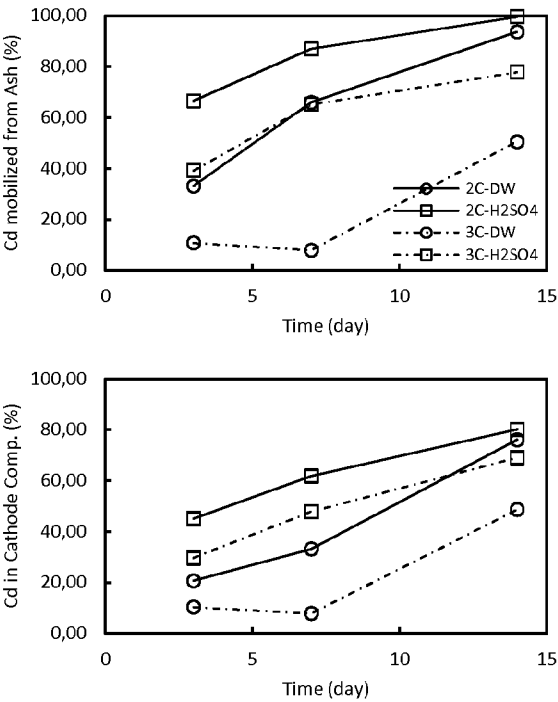 Cd mobilized from Ash (%)
100,00
80,00
60,00
40,00
20,00
0,00
2C-DW
2C-H2SO4
3C-DW
3C-H2SO4
0 5 10 15
Time (day)
Cd in Cathode Comp. (%)
100,00
80,00
60,00
40,00
20,00
0,00
0 5 10 15
Time (day)